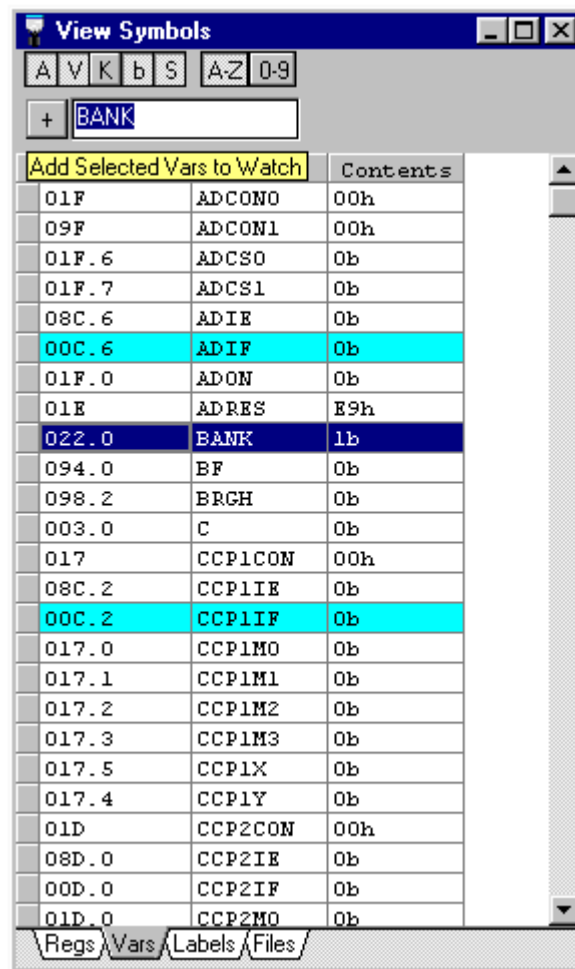 View Symbols
A V K b S A-Z 0-9
+ BANK
Add Selected Vars to Watch Contents
01F ADCON0 00h
09F ADCON1 00h
01F.6 ADCS0 0b
01F.7 ADCS1 0b
08C.6 ADIE 0b
00C.6 ADIF 0b
01F.0 ADON 0b
01E ADRES E9h
022.0 BANK 1b
094.0 BF 0b
098.2 BRGH 0b
003.0 C 0b
017 CCP1CON 00h
08C.2 CCP1IE 0b
00C.2 CCP1IF 0b
017.0 CCP1M0 0b
017.1 CCP1M1 0b
017.2 CCP1M2 0b
017.3 CCP1M3 0b
017.5 CCP1X 0b
017.4 CCP1Y 0b
01D CCP2CON 00h
08D.0 CCP2IE 0b
00D.0 CCP2IF 0b
01D.0 CCP2M0 0b
Regs Vars Labels Files